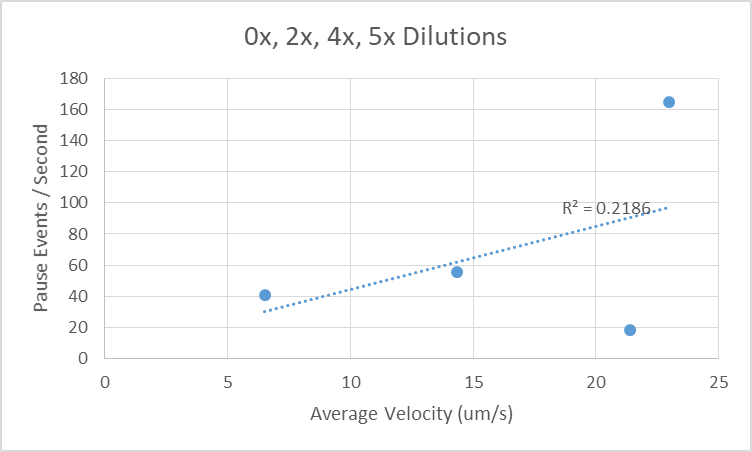 0x, 2x, 4x, 5x Dilutions
Pause Events / Second
180
160
140
120
100
80
60
40
20
0
R² = 0.2186
0 5 10 15 20 25
Average Velocity (um/s)